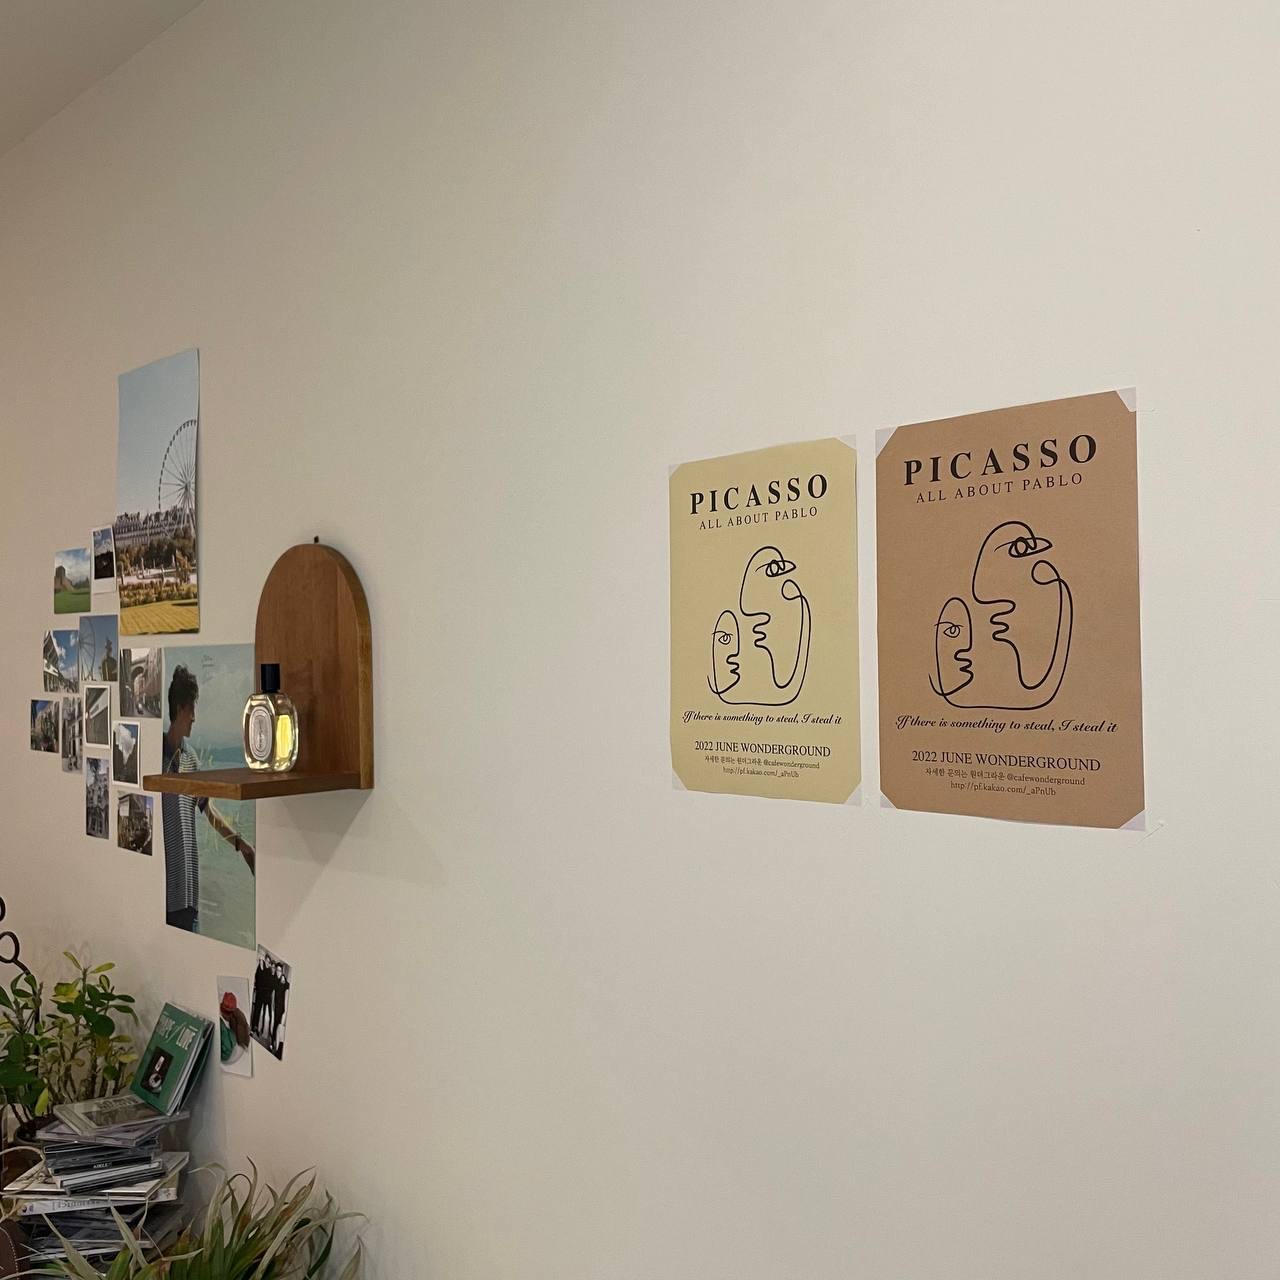 PICASSO
ALL ABOUT PABLO
If there is something to steal, I steal it
2022 JUNE WONDERGROUND
자세한 문의는 원더그라운 @cafewonderground
http://pf.kakao.com/_aPnUb
PICASSO
ALL ABOUT PABLO
If there is something to steal, I steal it
2022 JUNE WONDERGROUND
자세한 문의는 원더그라운 @cafewonderground
http://pf.kakao.com/_aPnUb